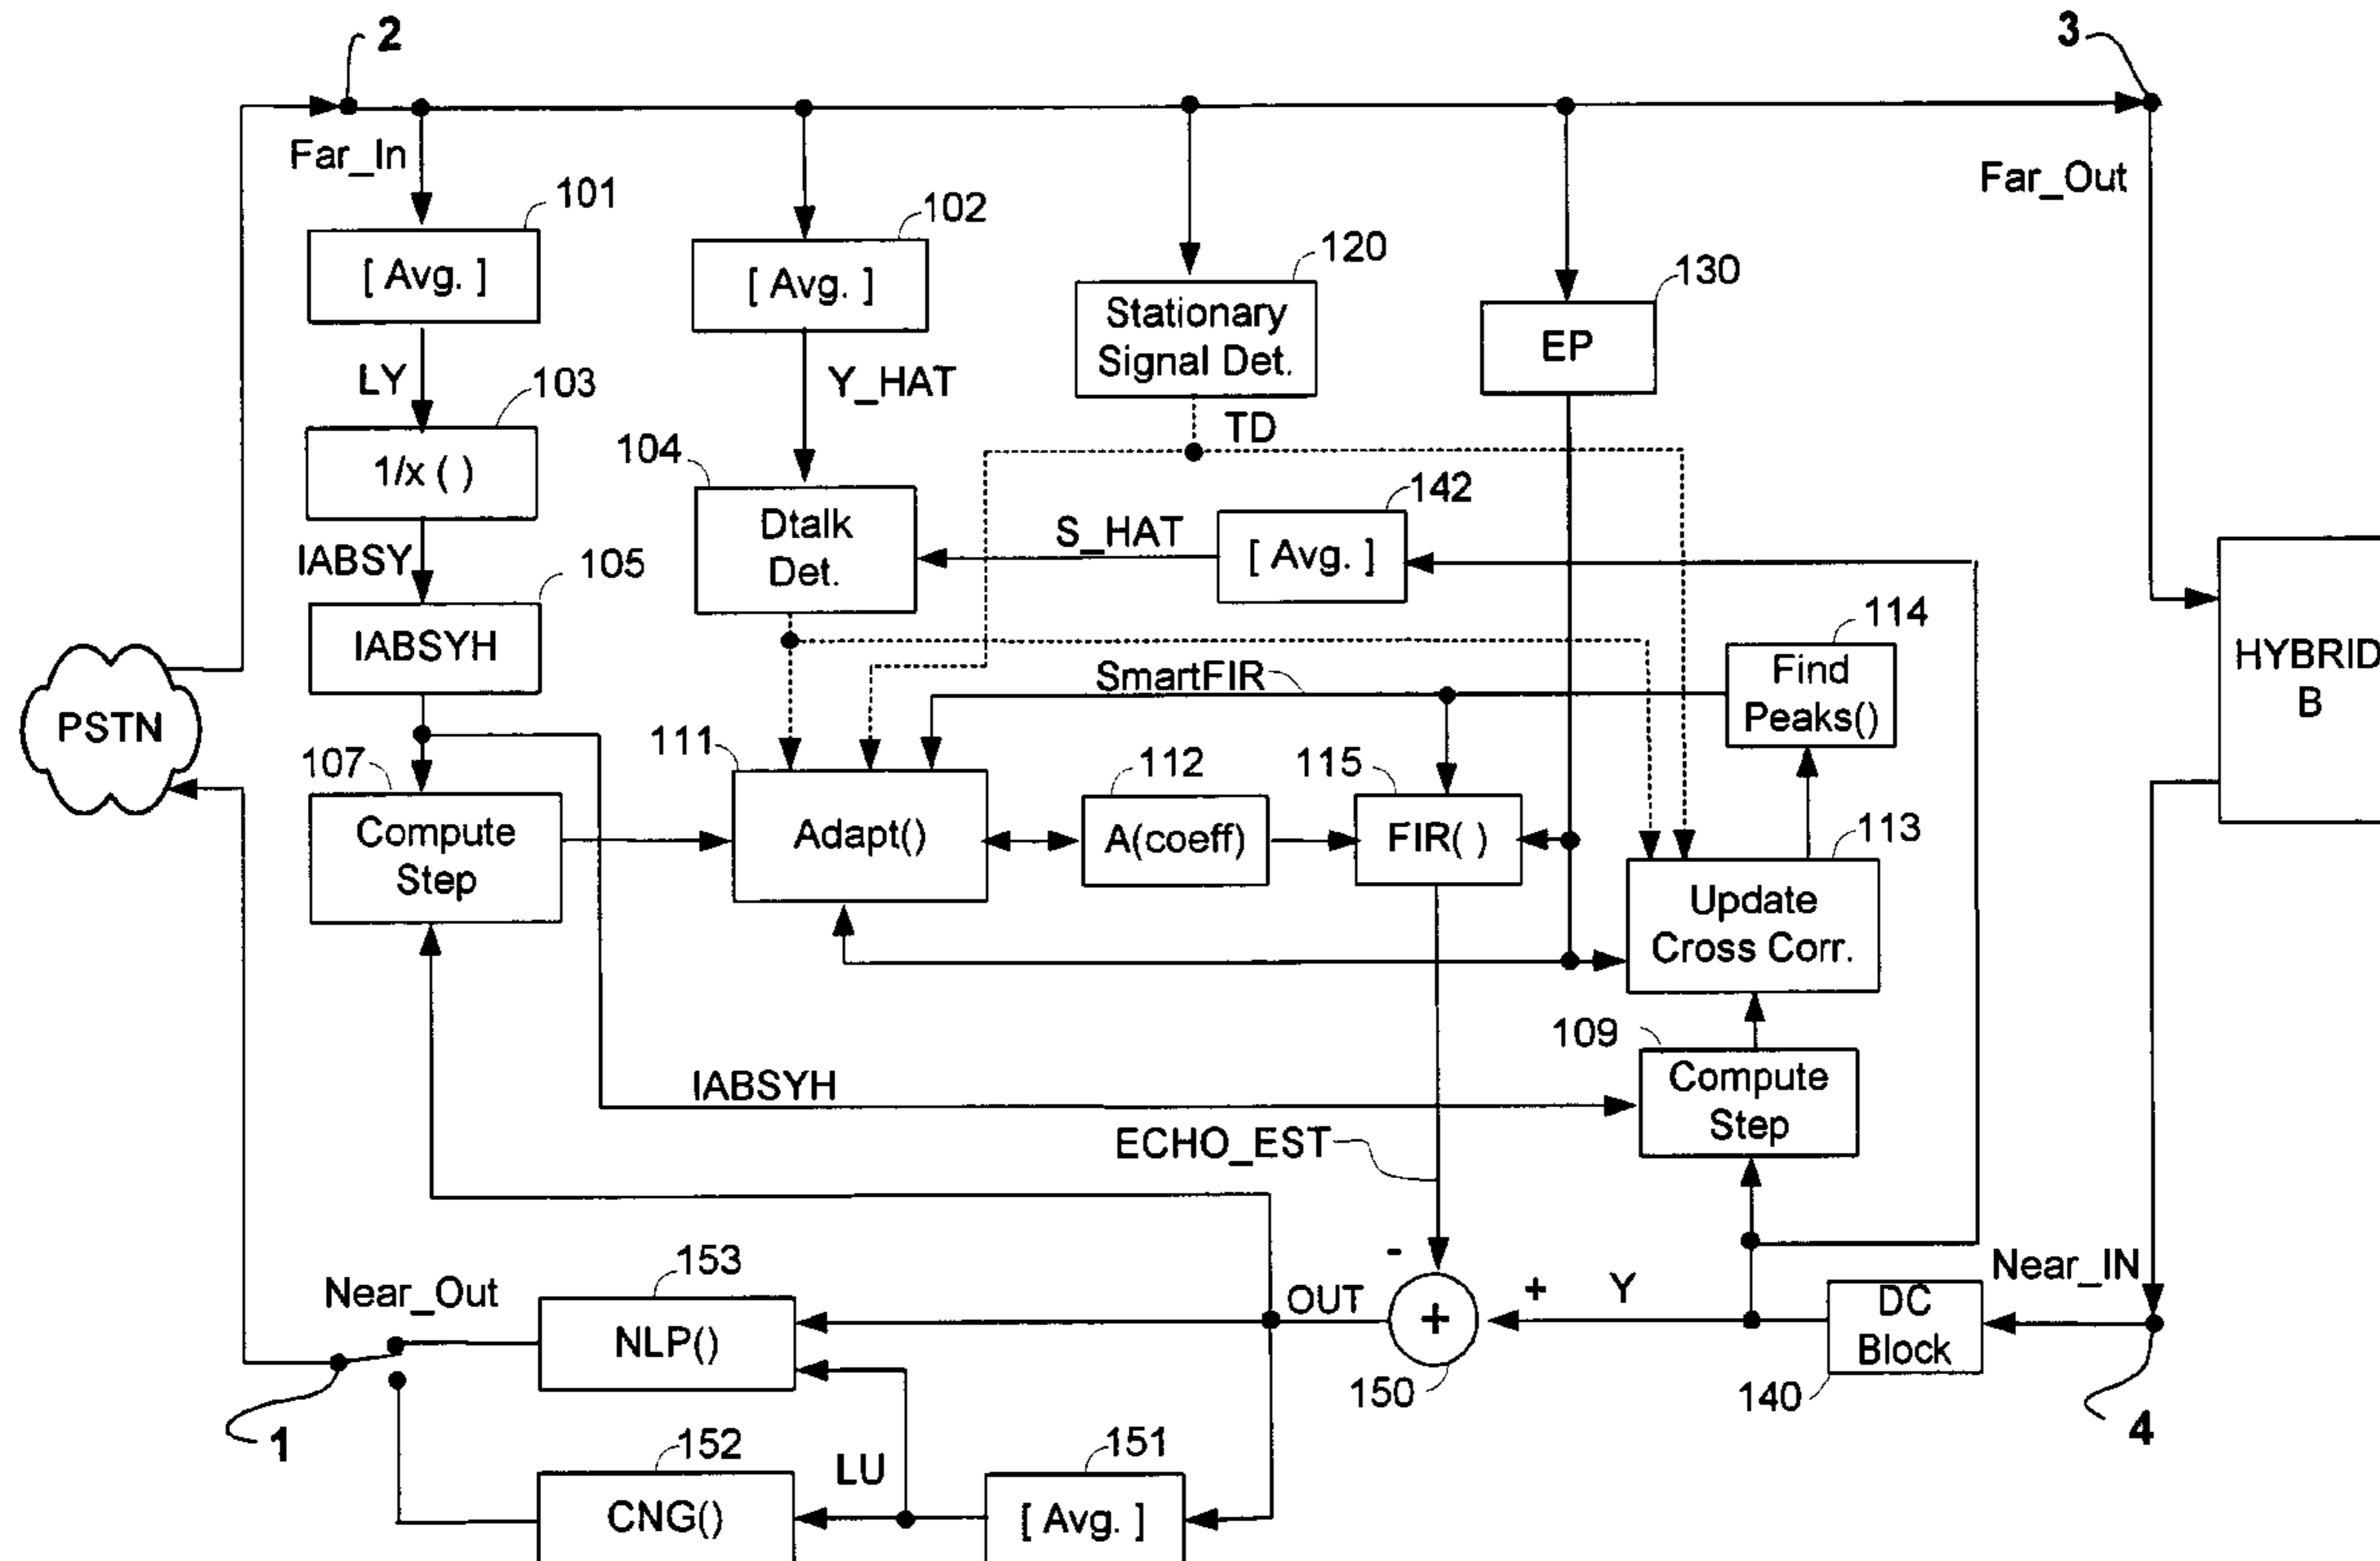 2
3
Far_In
Far_Out
101
[ Avg. ]
102
[ Avg. ]
120
Stationary
Signal Det.
130
EP
LY
Y_HAT
TD
103
1/x ( )
104
Dtalk
Det.
142
[ Avg. ]
S_HAT
IABSY
105
IABSYH
114
Find
Peaks()
HYBRID
B
PSTN
SmartFIR
107
Compute
Step
111
Adapt()
112
A(coeff)
115
FIR( )
113
Update
Cross Corr.
109
Compute
Step
IABSYH
ECHO_EST
-
153
NLP()
Near_Out
OUT
+
150
+
Y
DC
Block
140
Near_IN
4
1
152
CNG()
LU
151
[ Avg. ]